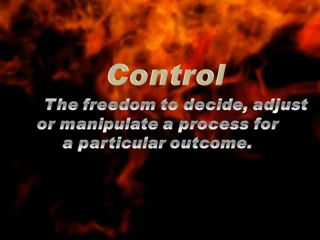 Control
The freedom to decide, adjust
or manipulate a process for
a particular outcome.